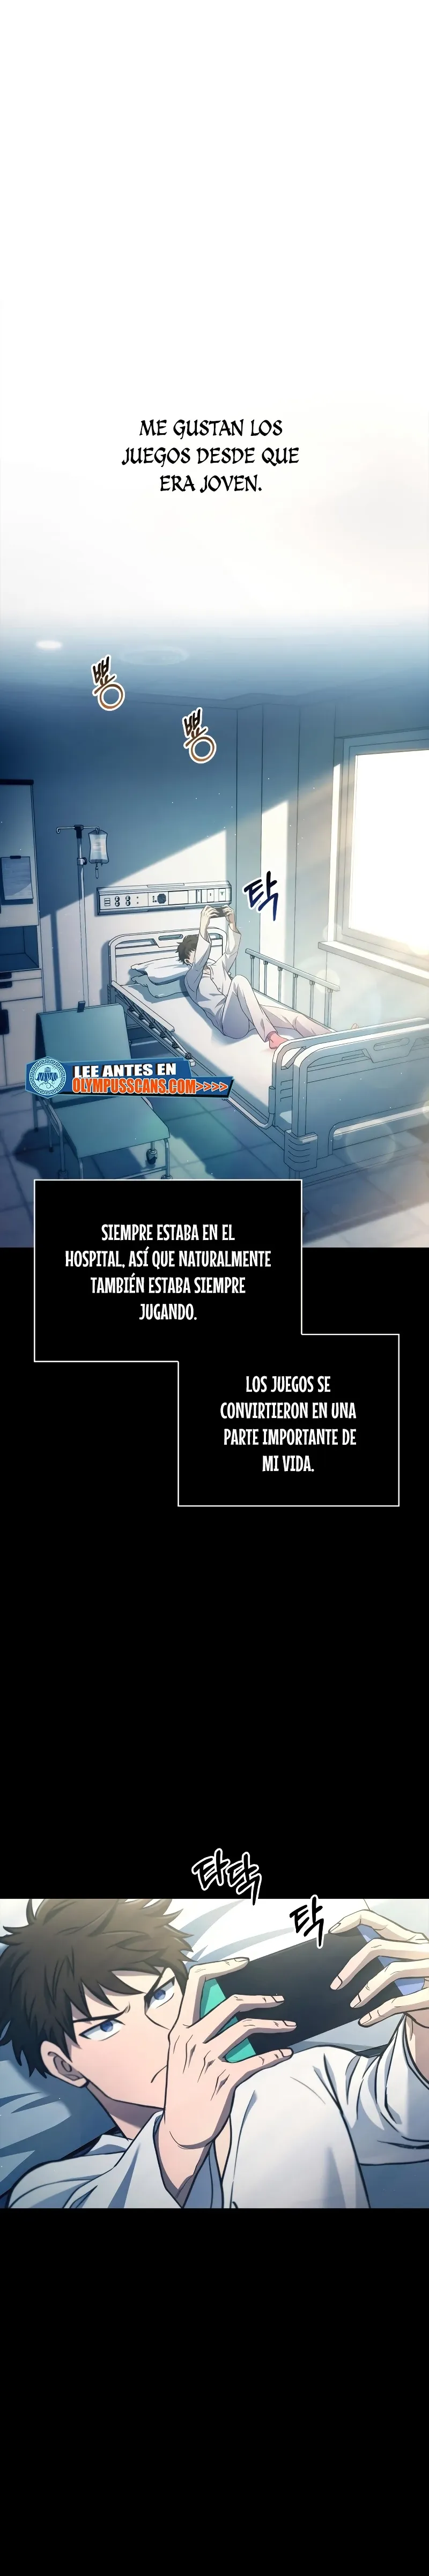 ME GUSTAN LOS
JUEGOS DESDE QUE
ERA JOVEN.
뿅
뿅
탁
LEE ANTES EN
OLYMPUSSCANS.COM>>>>
SIEMPRE ESTABA EN EL
HOSPITAL, ASÍ QUE NATURALMENTE
TAMBIÉN ESTABA SIEMPRE
JUGANDO.
LOS JUEGOS SE
CONVIRTIERON EN UNA
PARTE IMPORTANTE DE
MI VIDA.
타닥
탁